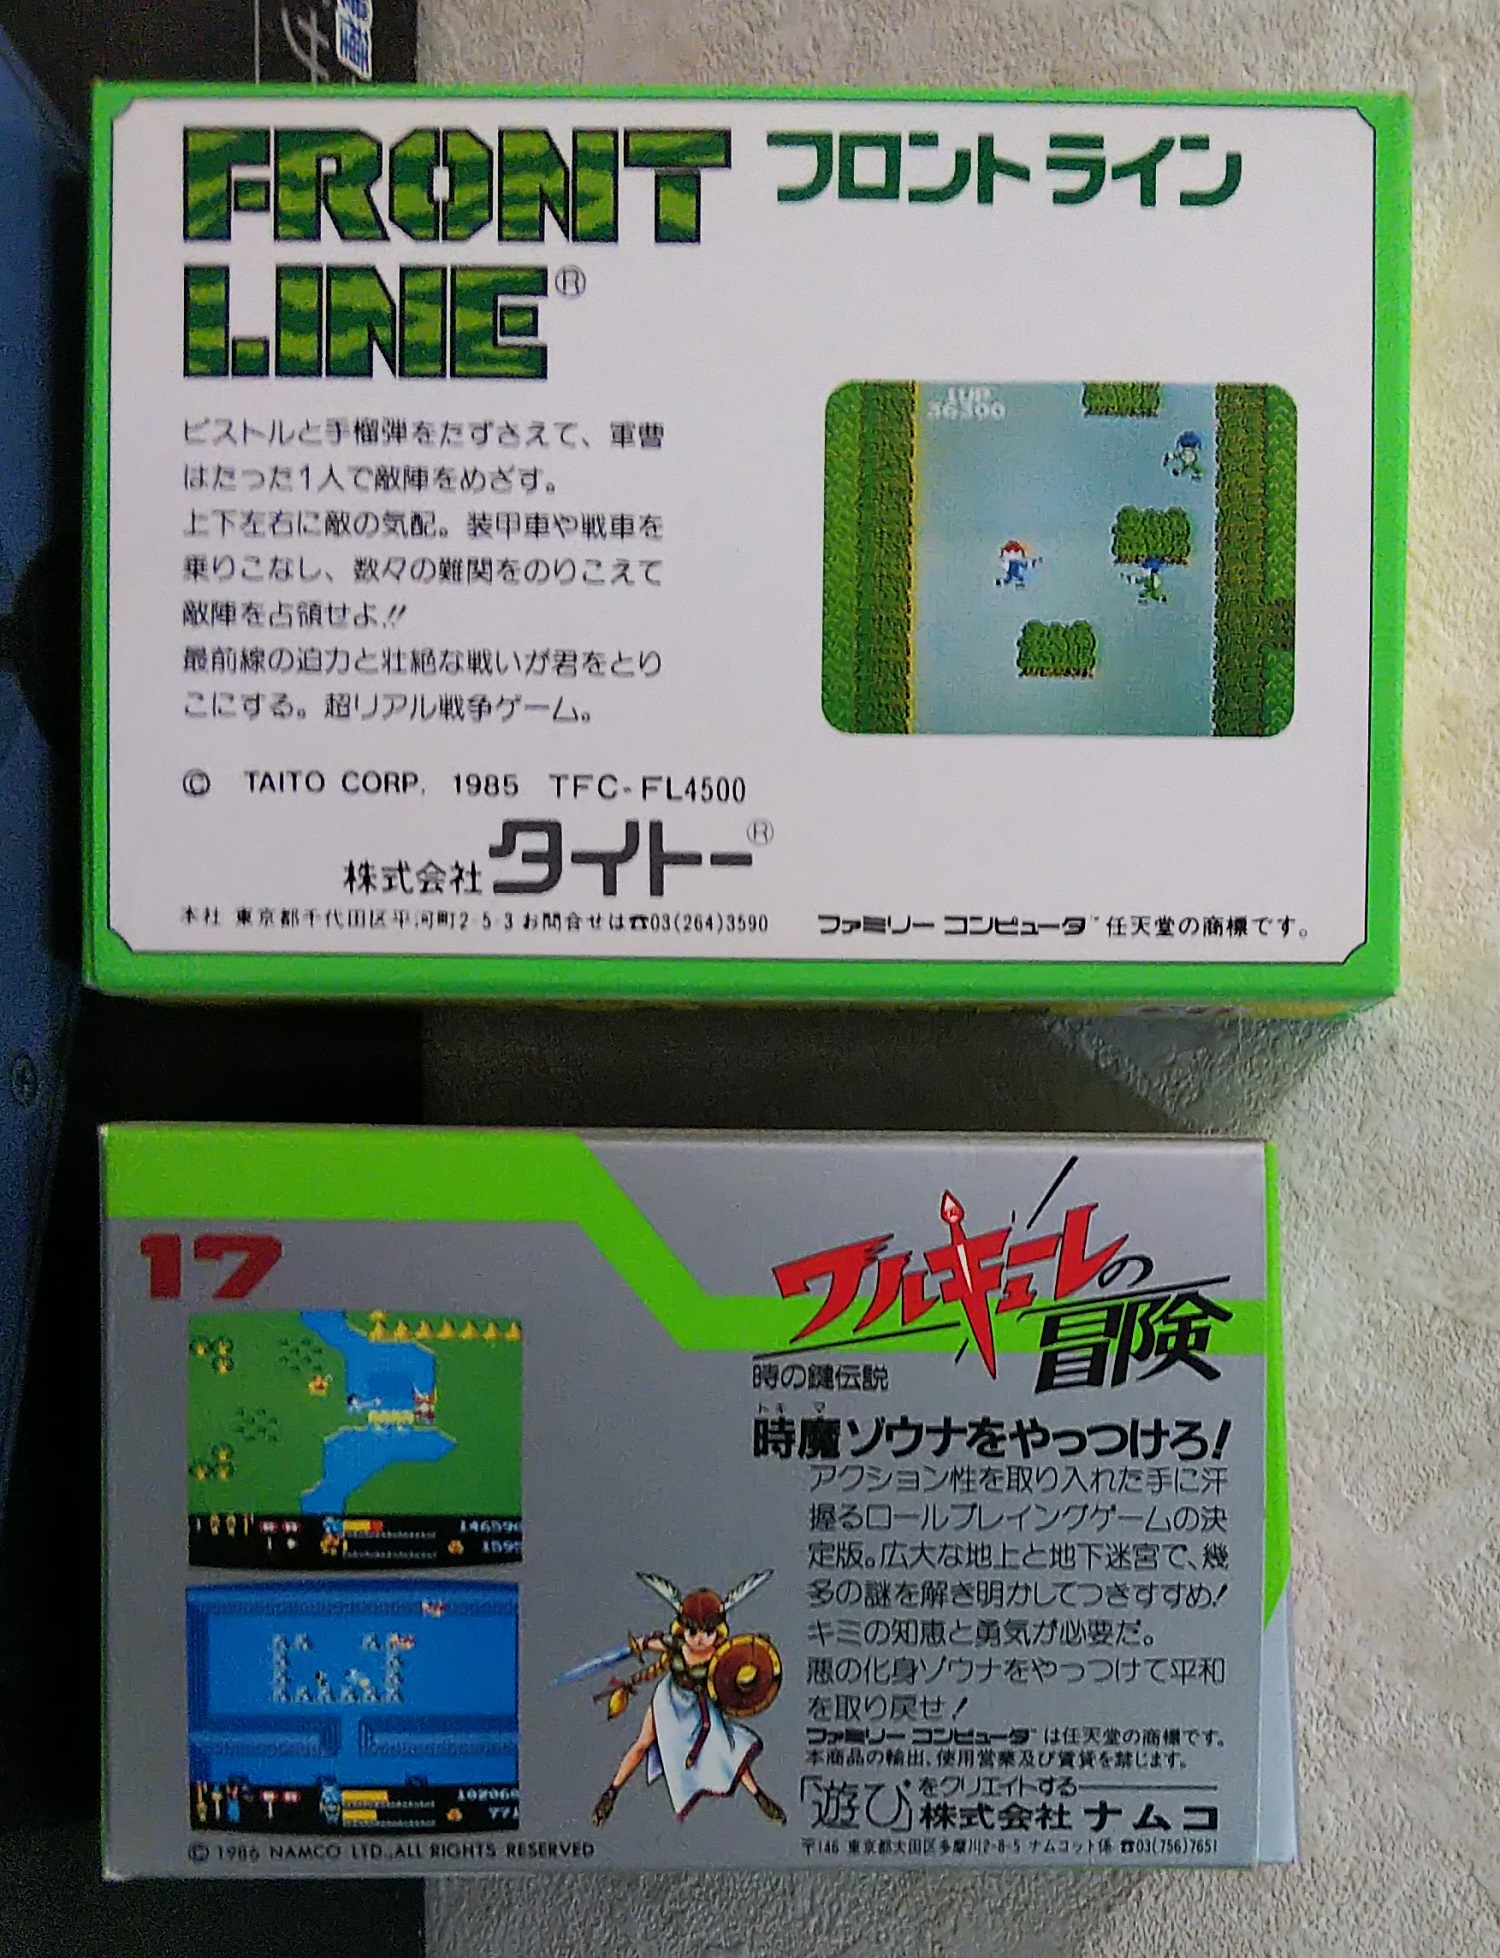 FRONT
LINE®
フロントライン
1UP
36300
ピストルと手榴弾をたずさえて、軍曹
はたった1人で敵陣をめざす。
上下左右に敵の気配。装甲車や戦車を
乗りこなし、数々の難関をのりこえて
敵陣を占領せよ!!
最前線の迫力と壮絶な戦いが君をとり
こにする。超リアル戦争ゲーム。
© TAITO CORP. 1985 TFC-FL4500
株式会社タイトー®
本社 東京都千代田区平河町2-5-3 お問合せは☎03(264)3590
ファミリーコンピュータ™任天堂の商標です。
17
ワルキューレの
冒険
時の鍵伝説
トキ マ
時魔ゾウナをやっつけろ!
アクション性を取り入れた手に汗
握るロールプレイングゲームの決
定版。広大な地上と地下迷宮で、幾
多の謎を解き明かしてつきすすめ!
キミの知恵と勇気が必要だ。
悪の化身ゾウナをやっつけて平和
を取り戻せ!
ファミリーコンピュータ™は任天堂の商標です。
本商品の輸出、使用営業及び賃貸を禁じます。
「遊び」をクリエイトする
株式会社ナムコ
〒146 東京都大田区多摩川2-8-5 ナムコット係 ☎03(756)7651
© 1986 NAMCO LTD., ALL RIGHTS RESERVED